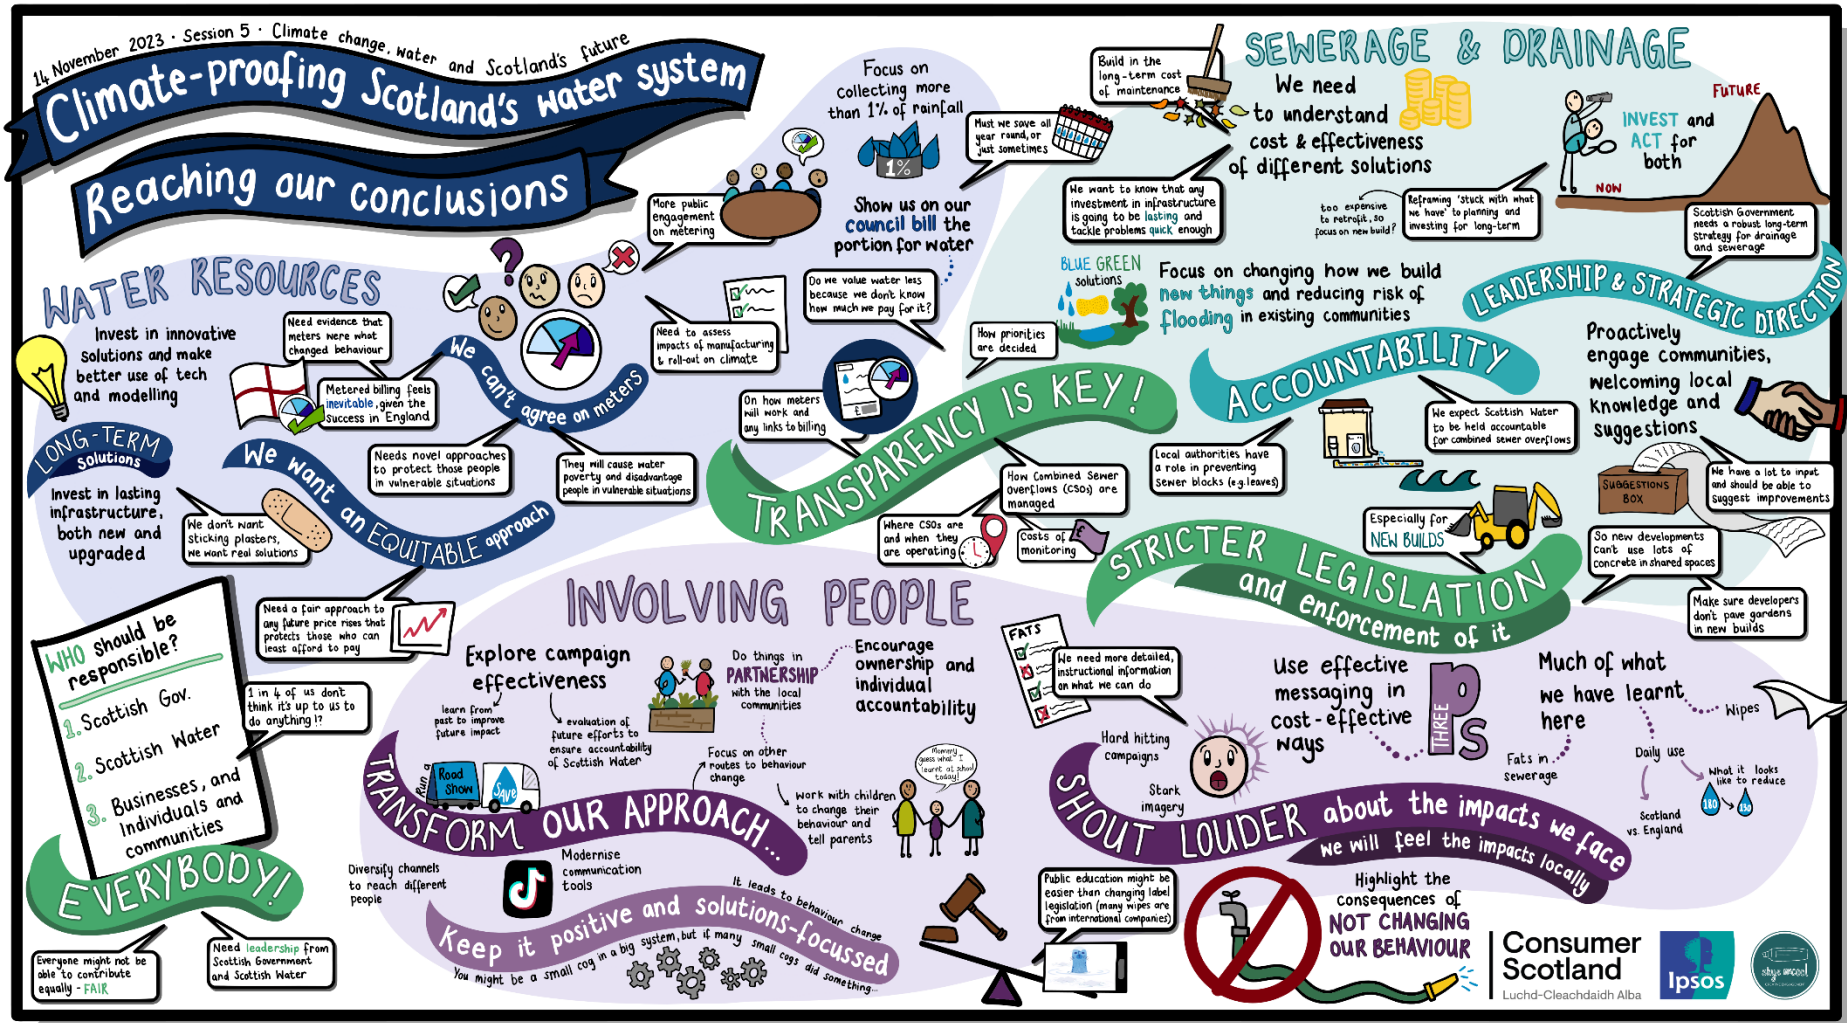 14 November 2023 · Session 5 · Climate change, water and Scotland's future
Climate-proofing Scotland's water system
Reaching our conclusions
WATER RESOURCES
Invest in innovative
solutions and make
better use of tech
and modelling
LONG-TERM
Solutions
Invest in lasting
infrastructure,
both new and
upgraded
We don't want
sticking plasters,
we want real solutions
Need evidence that
meters were what
changed behaviour
Metered billing feels
inevitable, given the
success in England
We can't agree on meters
Needs novel approaches
to protect those people
in vulnerable situations
They will cause water
poverty and disadvantage
people in vulnerable situations
We want an EQUITABLE approach
Need a fair approach to
any future price rises that
protects those who can
least afford to pay
More public
engagement
on metering
Need to assess
impacts of manufacturing
& roll-out on climate
Focus on
collecting more
than 1% of rainfall
1%
Must we save all
year round, or
just sometimes
Show us on our
council bill the
portion for water
Do we value water less
because we don't know
how much we pay for it?
On how meters
will work and
any links to billing
TRANSPARENCY IS KEY!
How priorities
are decided
How Combined Sewer
Overflows (CSOs) are
managed
Where CSOs are
and when they
are operating
Costs of
monitoring
SEWERAGE & DRAINAGE
Build in the
long-term cost
of maintenance
We need
to understand
cost & effectiveness
of different solutions
We want to know that any
investment in infrastructure
is going to be lasting and
tackle problems quick enough
too expensive
to retrofit, so
focus on new build?
Reframing 'stuck with what
we have' to planning and
investing for long-term
INVEST and
ACT for
both
NOW
FUTURE
BLUE GREEN
solutions
Focus on changing how we build
new things and reducing risk of
flooding in existing communities
Scottish Government
needs a robust long-term
strategy for drainage
and sewerage
LEADERSHIP & STRATEGIC DIRECTION
Proactively
engage communities,
welcoming local
knowledge and
suggestions
SUGGESTIONS
BOX
We have a lot to input
and should be able to
suggest improvements
ACCOUNTABILITY
We expect Scottish Water
to be held accountable
for combined sewer overflows
Local authorities have
a role in preventing
sewer blocks (e.g. leaves)
STRICTER LEGISLATION
and enforcement of it
Especially for
NEW BUILDS
So new developments
can't use lots of
concrete in shared spaces
Make sure developers
don't pave gardens
in new builds
WHO should be
responsible?
1. Scottish Gov.
2. Scottish Water
3. Businesses, and
Individuals and
communities
1 in 4 of us don't
think it's up to us to
do anything!?
EVERYBODY!
Everyone might not be
able to contribute
equally - FAIR
Need leadership from
Scottish Government
and Scottish Water
INVOLVING PEOPLE
Explore campaign
effectiveness
learn from
past to improve
future impact
evaluation of
future efforts to
ensure accountability
of Scottish Water
Do things in
PARTNERSHIP
with the local
communities
Encourage
ownership and
individual
accountability
Focus on other
routes to behaviour
change
Work with children
to change their
behaviour and
tell parents
Mommy
guess what I
learnt at school
today!
Run a
Road
Show
SAVE
TRANSFORM OUR APPROACH...
Diversify channels
to reach different
people
Modernise
communication
tools
It leads to behaviour change
Keep it positive and solutions-focussed
You might be a small cog in a big system, but if many small cogs did something...
FATS
We need more detailed,
instructional information
on what we can do
Hard hitting
campaigns
Stark
imagery
Use effective
messaging in
cost-effective
ways
THREE
Ps
Much of what
we have learnt
here
Wipes
Fats in
sewerage
Daily use
Scotland
vs. England
What it looks
like to reduce
180
150
SHOUT LOUDER about the impacts we face
We will feel the impacts locally
Public education might be
easier than changing label
legislation (many wipes are
from international companies)
Highlight the
consequences of
NOT CHANGING
OUR BEHAVIOUR
Consumer
Scotland
Luchd-Cleachdaidh Alba
Ipsos